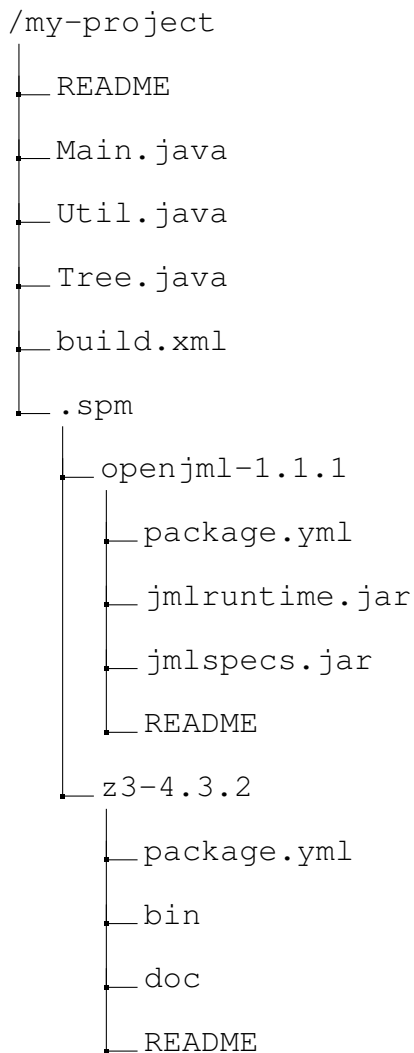 /my-project
README
Main.java
Util.java
Tree.java
build.xml
.spm
openjml-1.1.1
package.yml
jmlruntime.jar
jmlspecs.jar
README
z3-4.3.2
package.yml
bin
doc
README